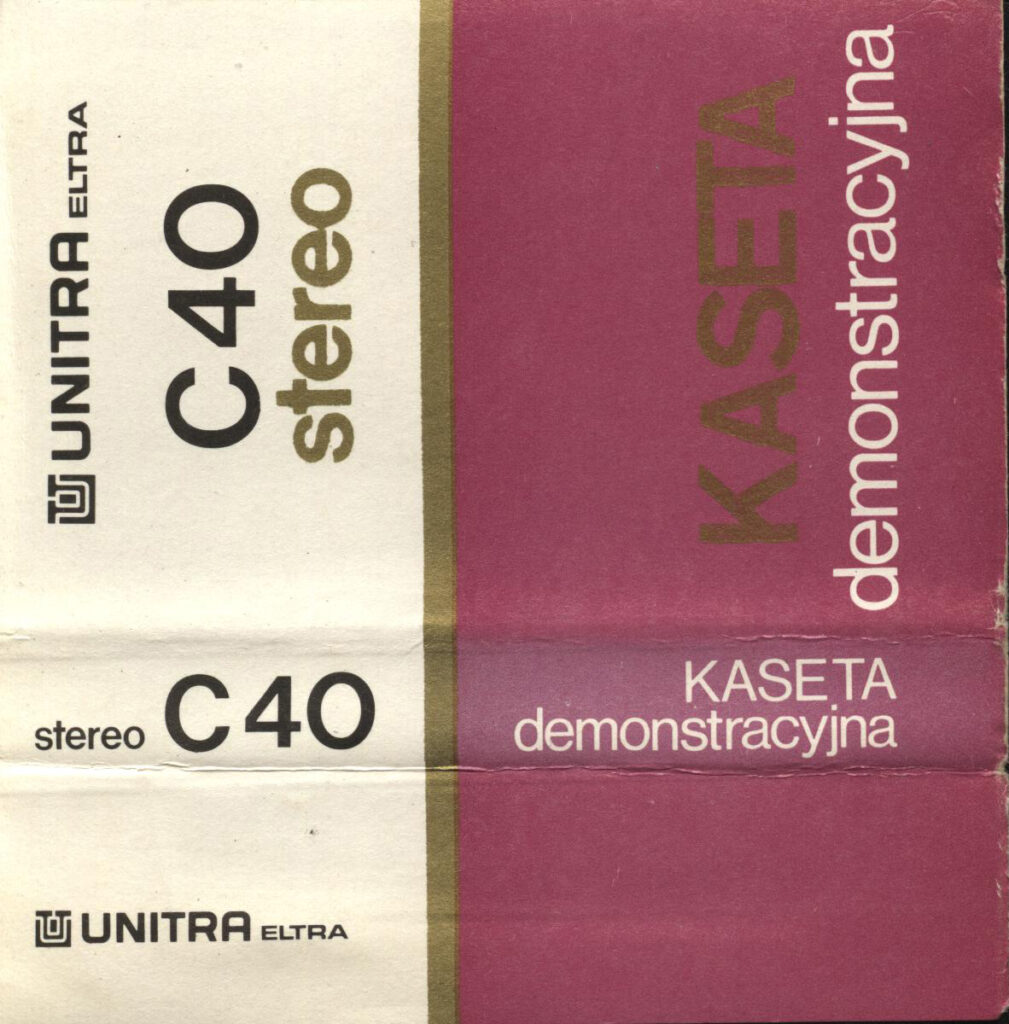 UNITRA ELTRA
C40
stereo
KASETA
demonstracyjna
stereo C40
KASETA
demonstracyjna
UNITRA ELTRA